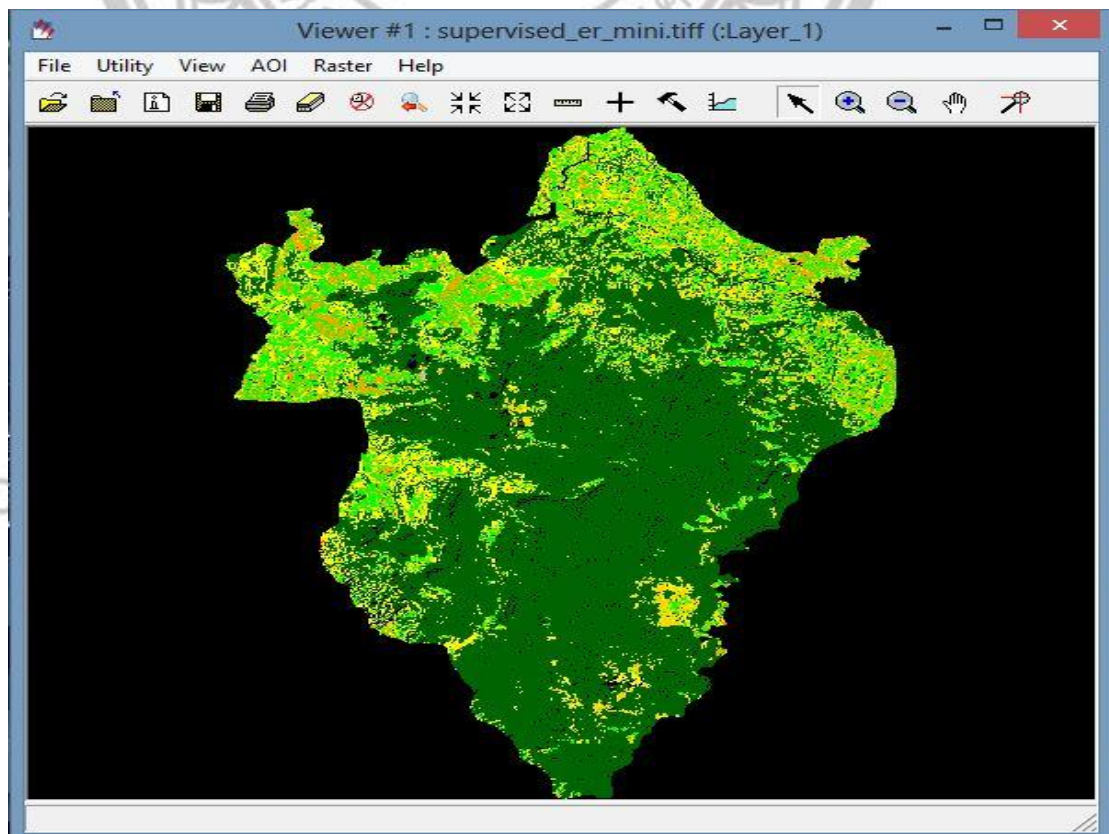 Viewer #1 : supervised_er_mini.tiff (:Layer_1)
File Utility View AOI Raster Help